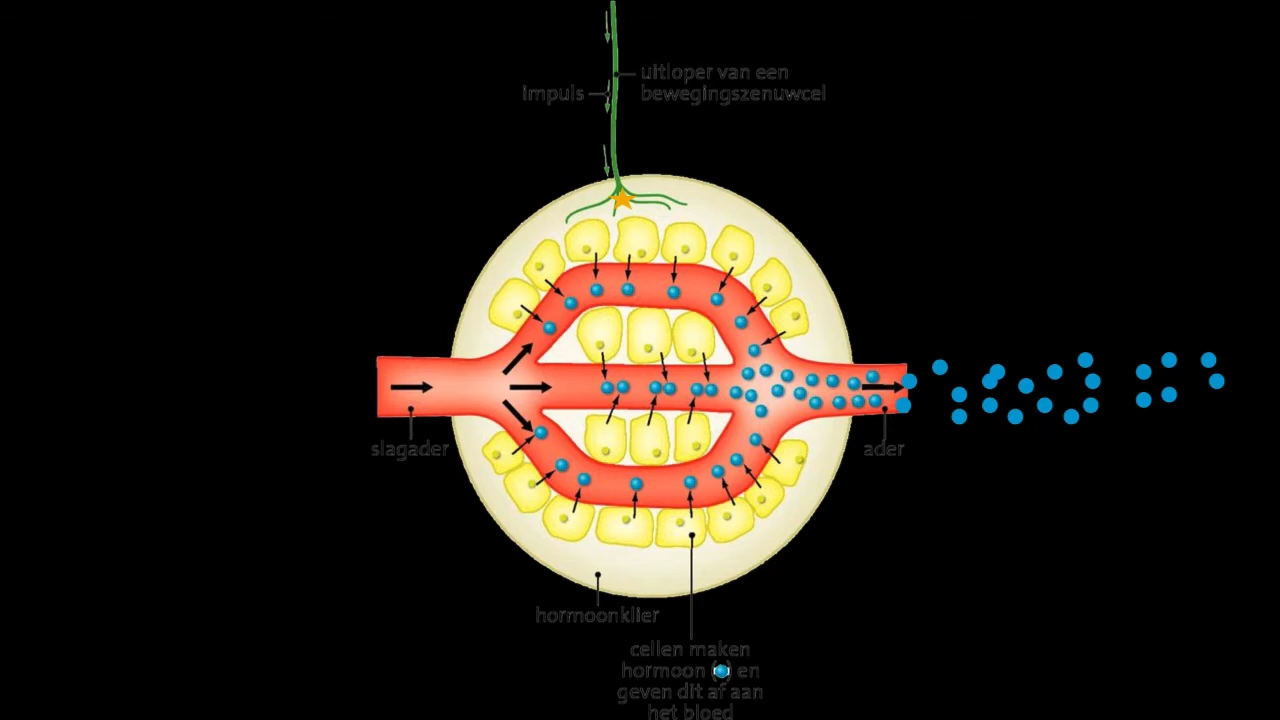 uitloper van een
bewegingszenuwcel
impuls
slagader
ader
hormoonklier
cellen maken
hormoon ( ) en
geven dit af aan
het bloed